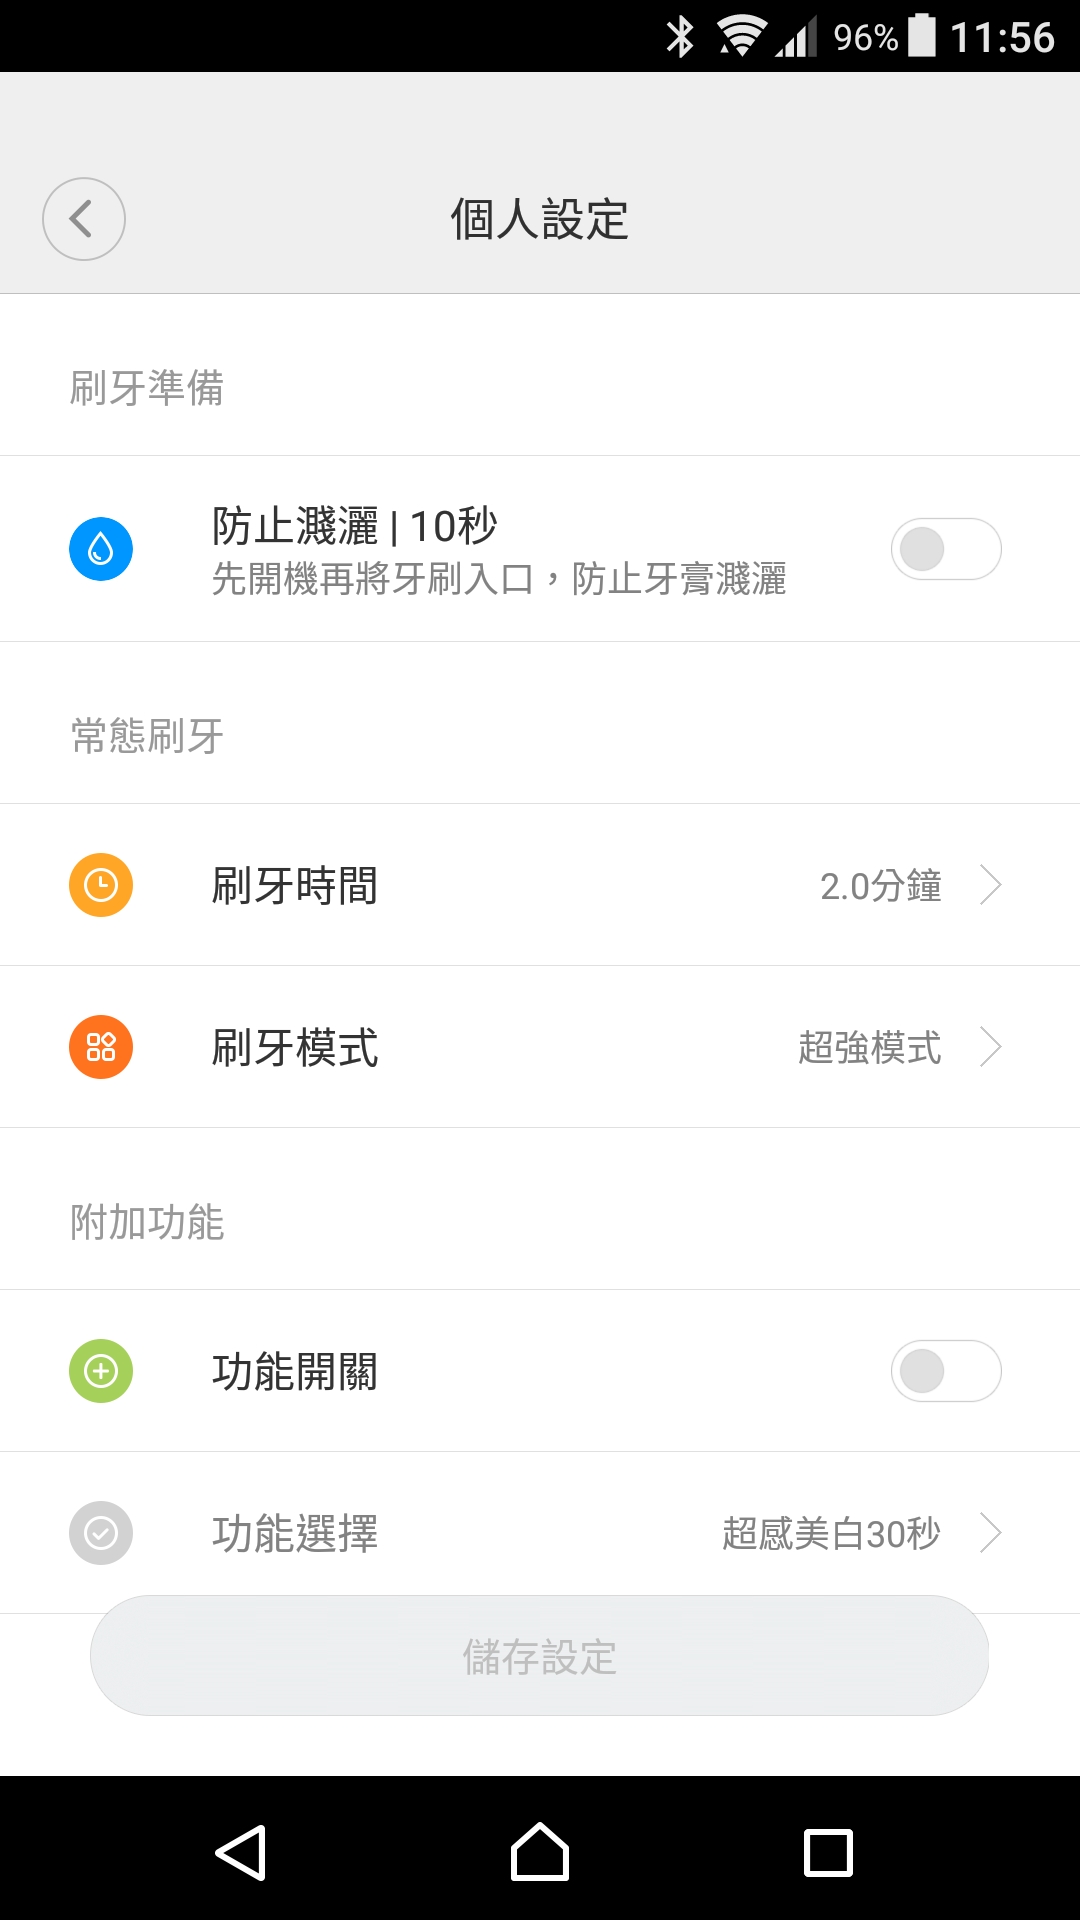 96% 11:56
個人設定
刷牙準備
防止濺灑 | 10秒
先開機再將牙刷入口，防止牙膏濺灑
常態刷牙
刷牙時間 2.0分鐘
刷牙模式 超強模式
附加功能
功能開關
功能選擇 超感美白30秒
儲存設定